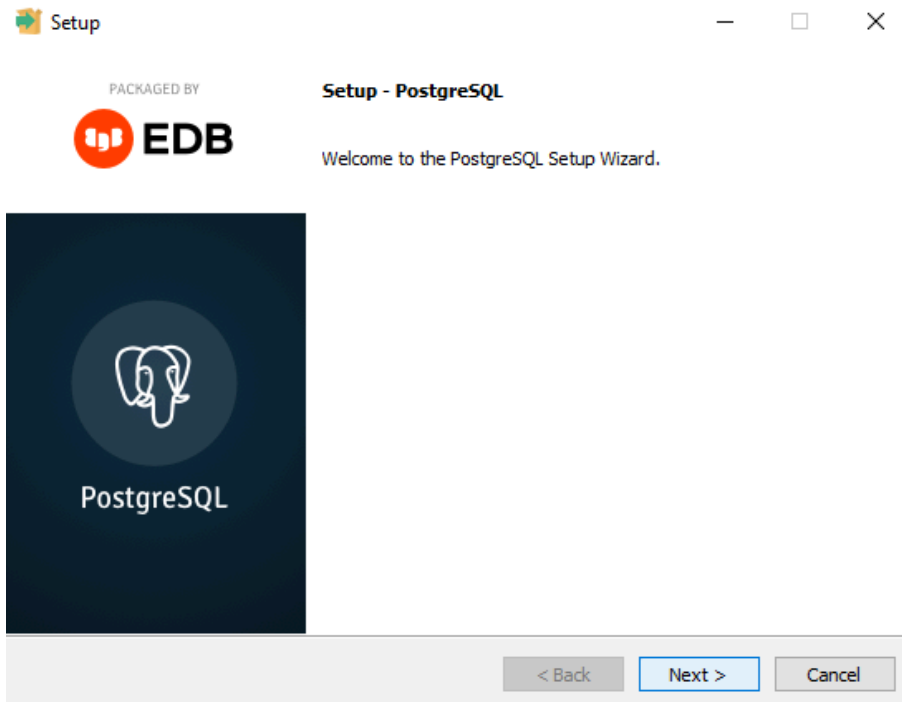 Setup
PACKAGED BY
EDB
Setup - PostgreSQL
Welcome to the PostgreSQL Setup Wizard.
PostgreSQL
< Back
Next >
Cancel